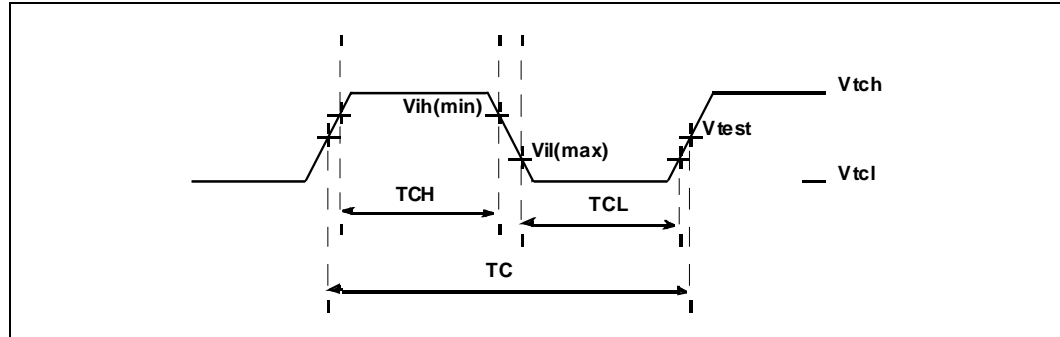 Vtch
Vih(min)
Vtest
Vil(max)
Vtcl
TCH
TCL
TC